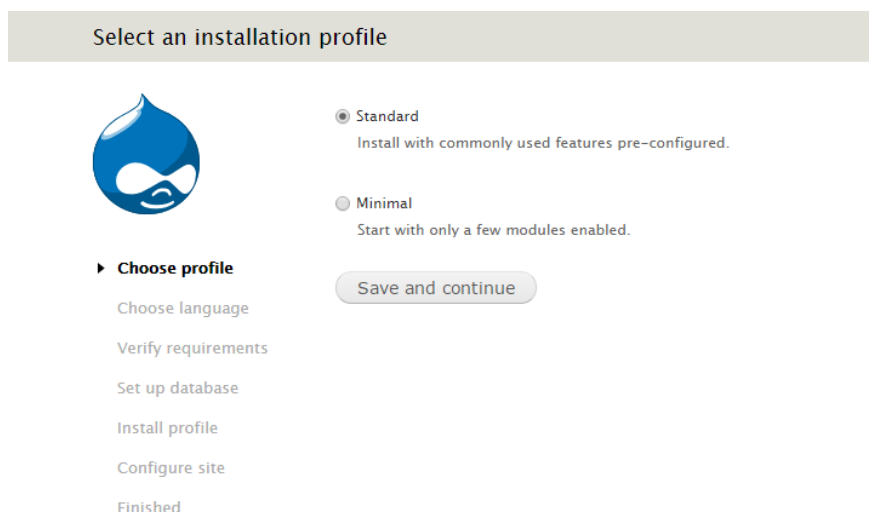 Select an installation profile
Standard
Install with commonly used features pre-configured.
Minimal
Start with only a few modules enabled.
Save and continue
Choose profile
Choose language
Verify requirements
Set up database
Install profile
Configure site
Finished